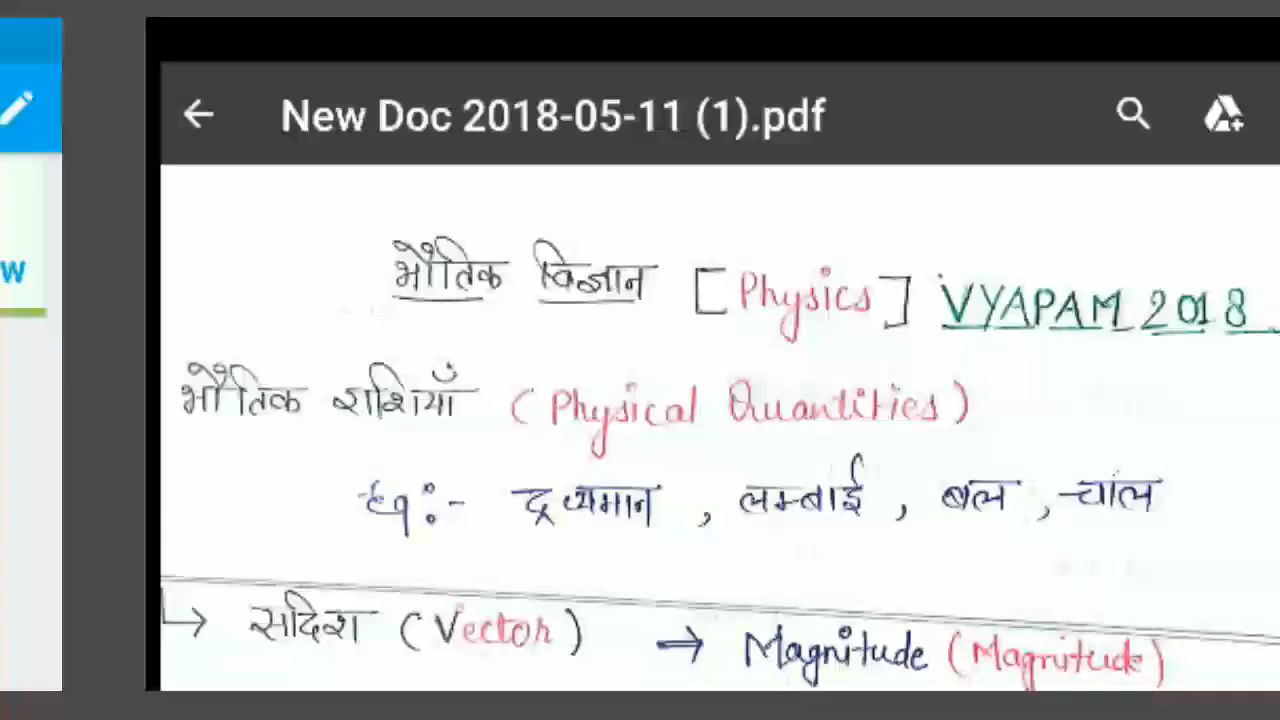 New Doc 2018-05-11 (1).pdf
W
भौतिक विज्ञान [Physics] VYAPAM 2018
भौतिक राशियाँ (Physical Quantities)
Eg:- द्रव्यमान, लम्बाई, बल, चाल
→ सदिश (Vector) → Magnitude (Magnitude)